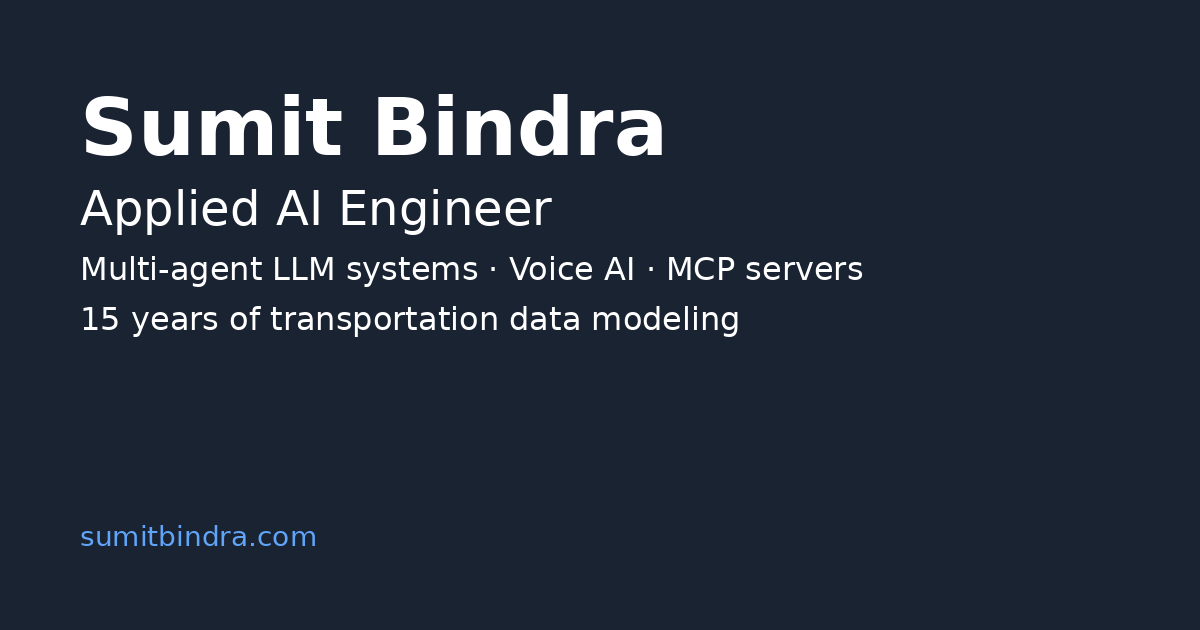 Sumit Bindra
Applied AI Engineer
Multi-agent LLM systems · Voice AI · MCP servers
15 years of transportation data modeling
sumitbindra.com